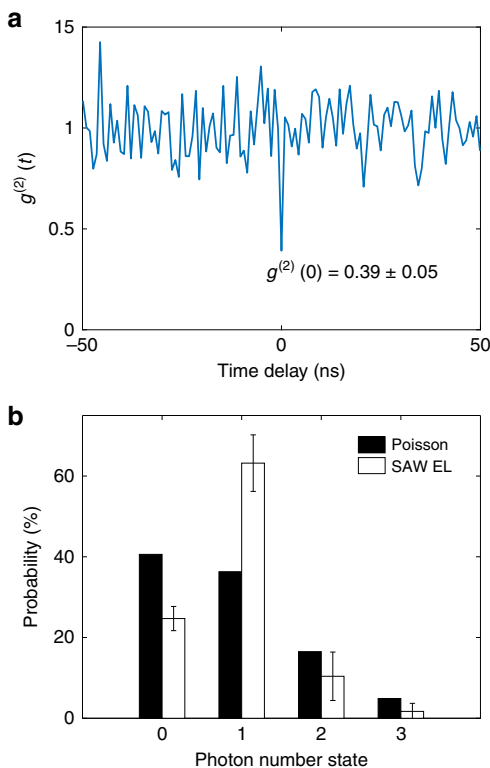 a
15
1
0.5
0
g(2) (t)
g(2) (0) = 0.39 ± 0.05
–50
0
50
Time delay (ns)
b
Poisson
SAW EL
60
40
20
0
Probability (%)
0
1
2
3
Photon number state